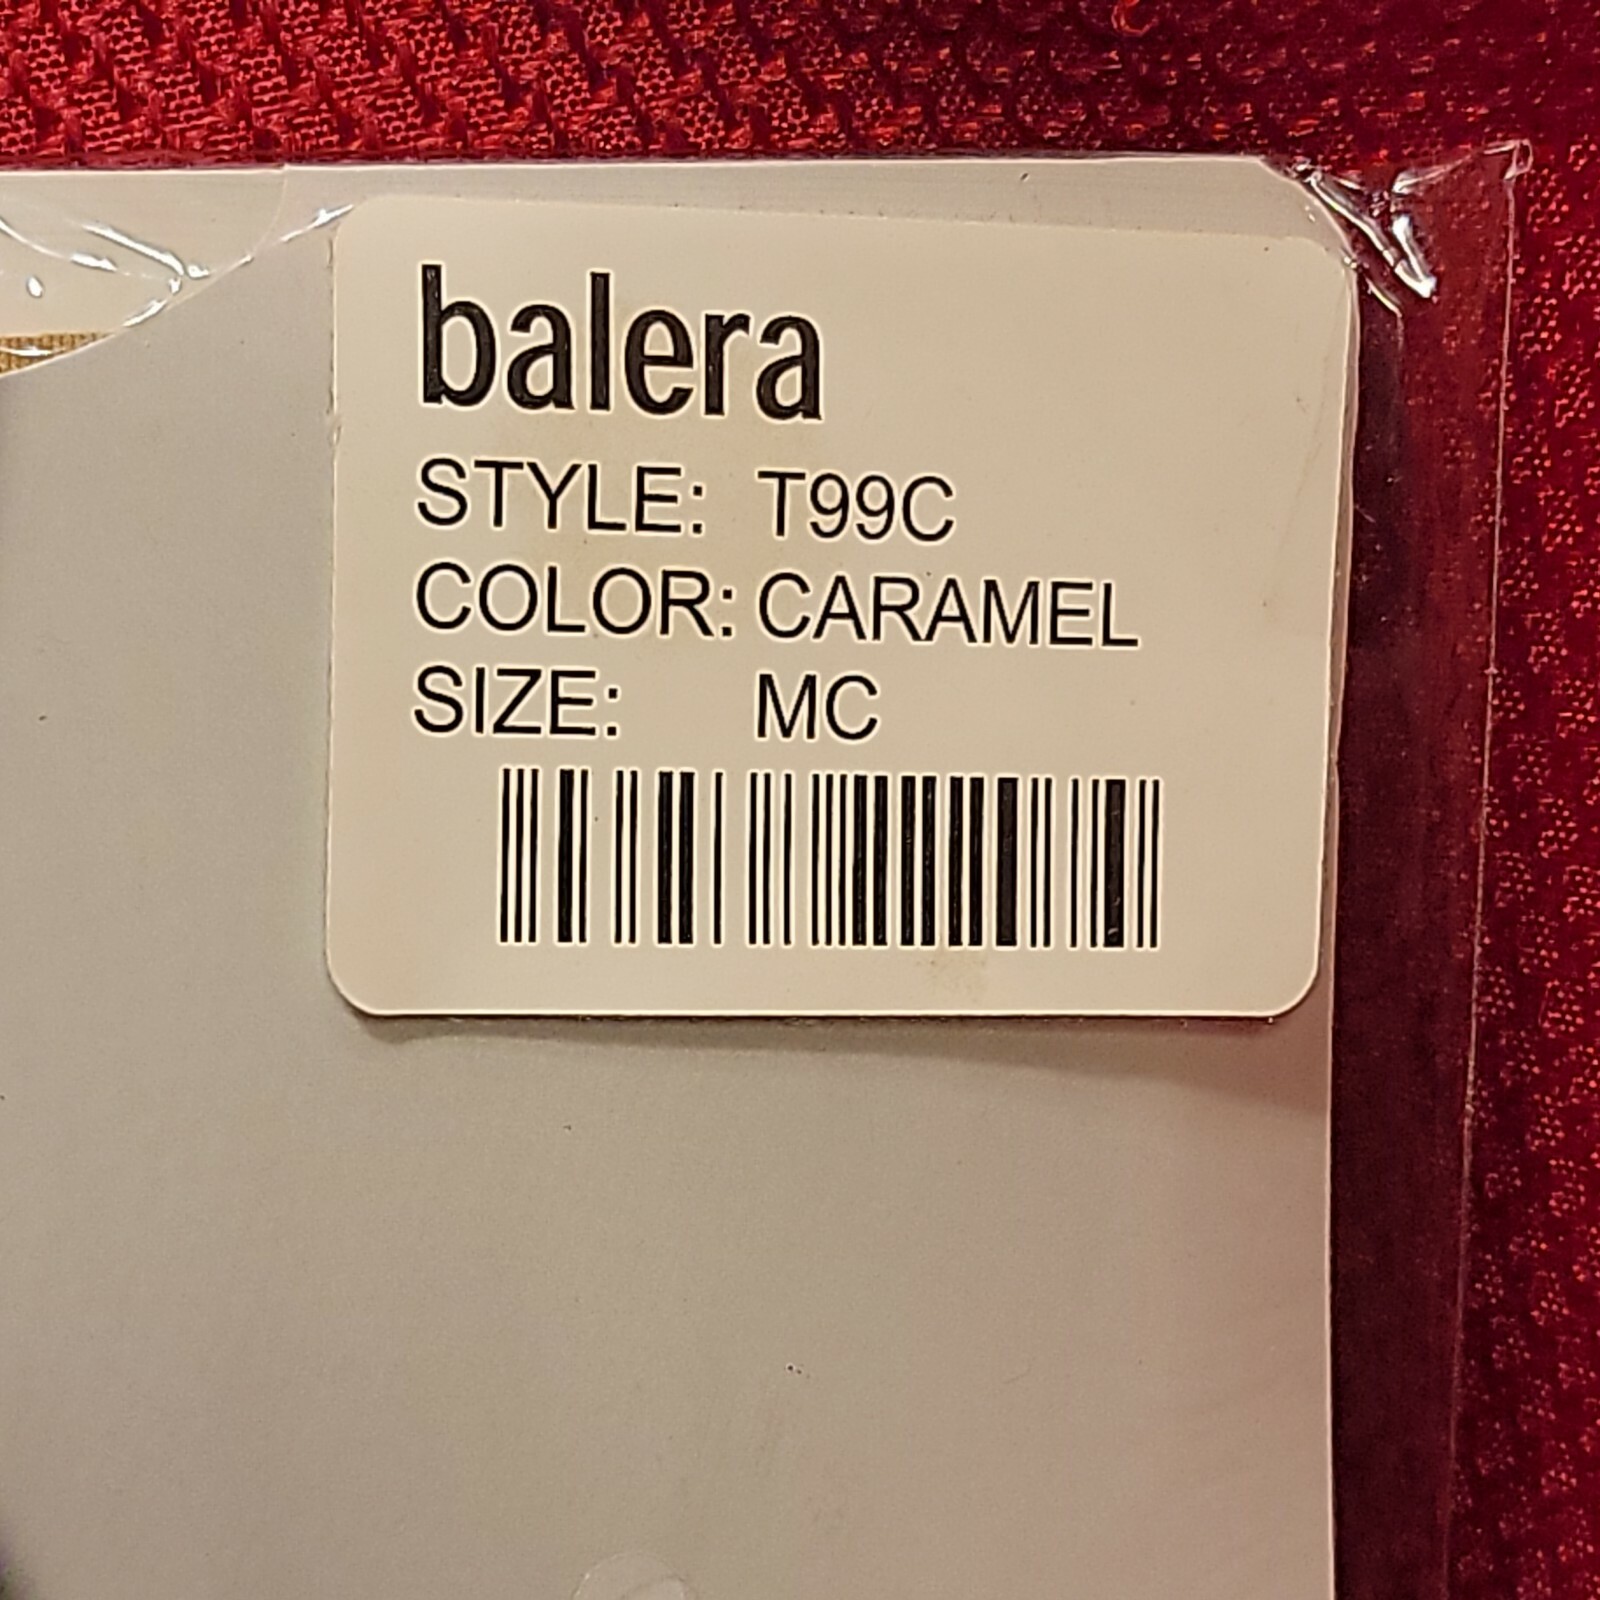 balera
STYLE: T99C
COLOR: CARAMEL
SIZE: MC